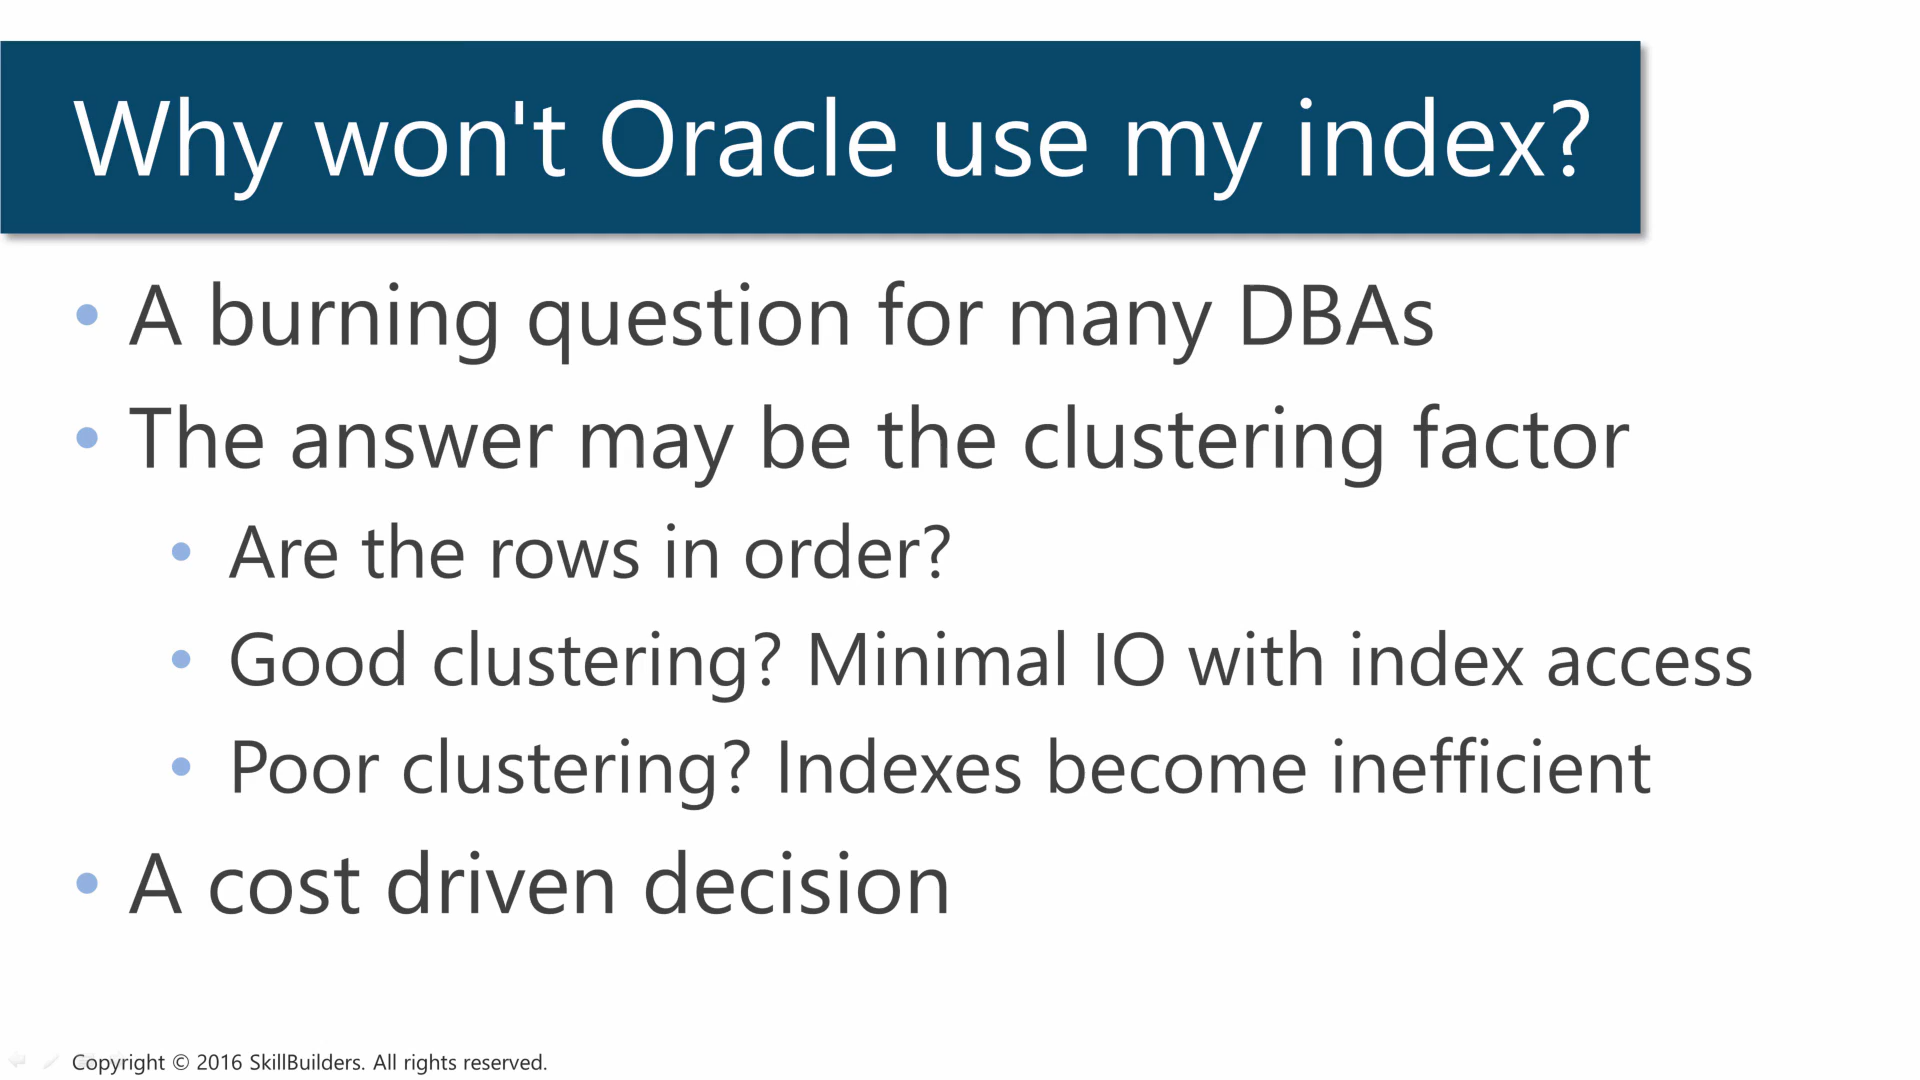 Why won't Oracle use my index?
• A burning question for many DBAs
• The answer may be the clustering factor
• Are the rows in order?
• Good clustering? Minimal IO with index access
• Poor clustering? Indexes become inefficient
• A cost driven decision
Copyright © 2016 SkillBuilders. All rights reserved.